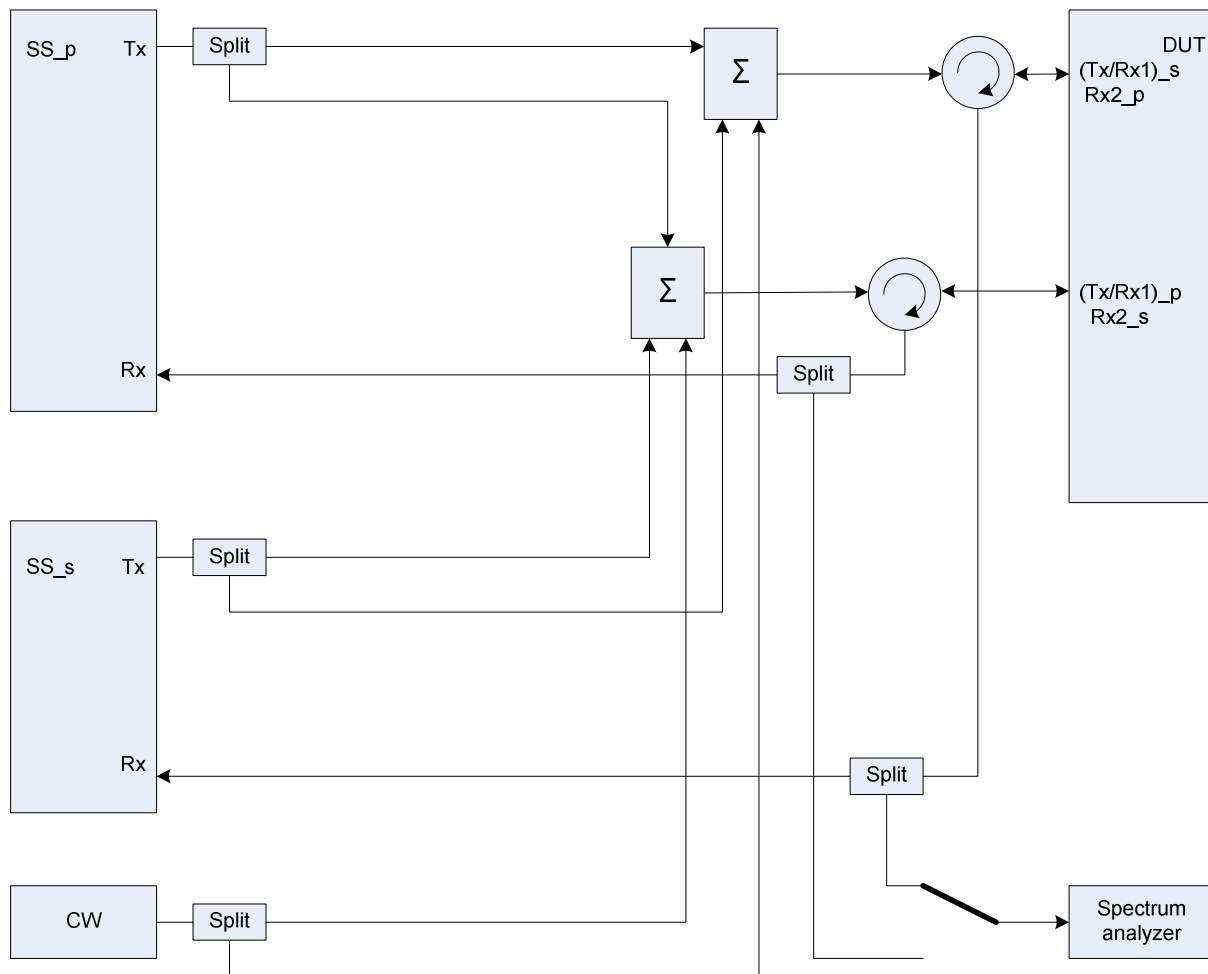 SS_p
Tx
Split
Σ
DUT
(Tx/Rx1)_s
Rx2_p
Σ
(Tx/Rx1)_p
Rx2_s
Rx
Split
SS_s
Tx
Split
Rx
Split
CW
Split
Spectrum
analyzer